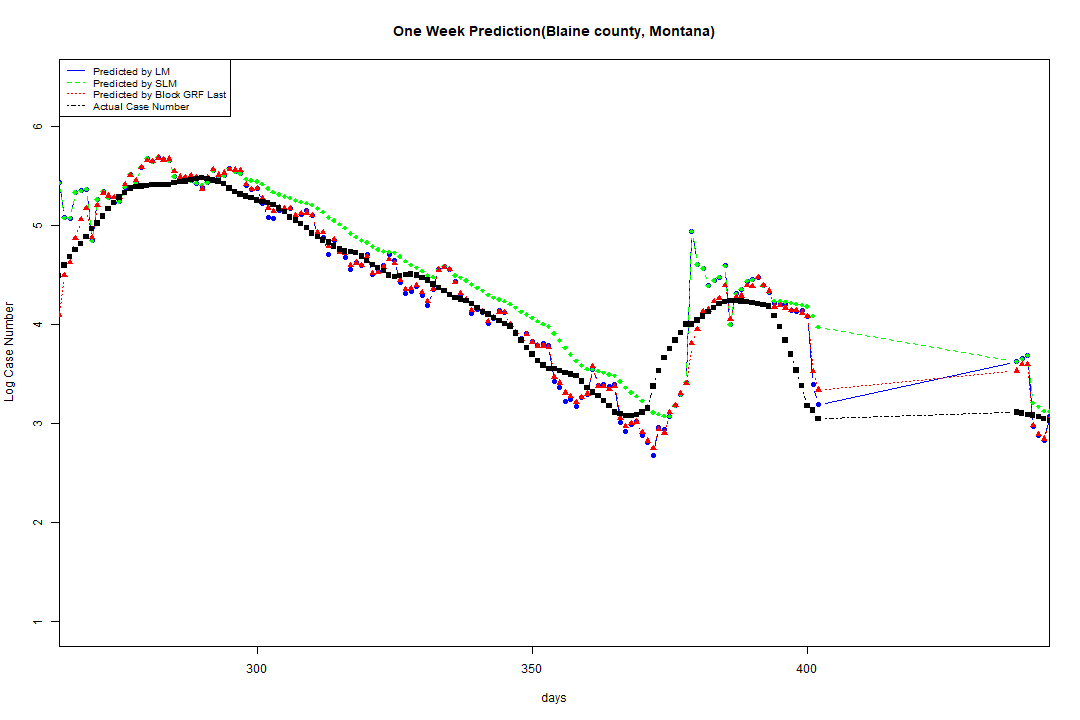 One Week Prediction(Blaine county, Montana)
Predicted by LM
Predicted by SLM
Predicted by Block GRF Last
Actual Case Number
6
5
4
3
2
1
Log Case Number
300 350 400
days